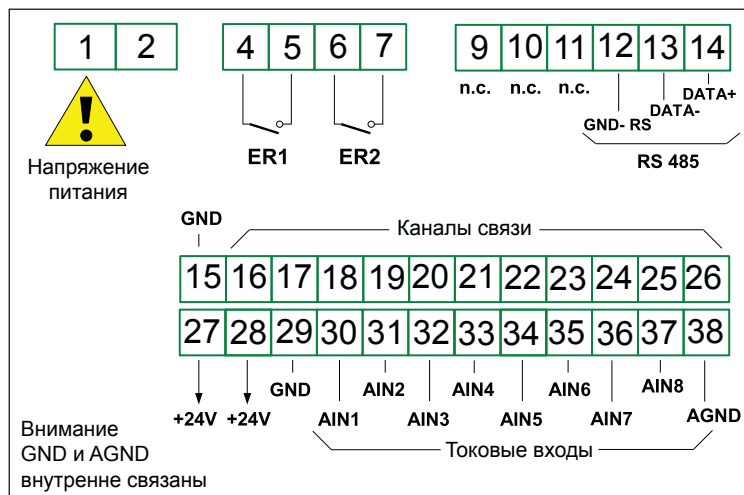 1 2 4 5 6 7 9 10 11 12 13 14
n.c. n.c. n.c. GND- RS DATA- DATA+
ER1 ER2 RS 485
!
Напряжение
питания
GND
Каналы связи
15 16 17 18 19 20 21 22 23 24 25 26
27 28 29 30 31 32 33 34 35 36 37 38
GND AIN2 AIN4 AIN6 AIN8
+24V +24V AIN1 AIN3 AIN5 AIN7 AGND
Токовые входы
Внимание
GND и AGND
внутренне связаны